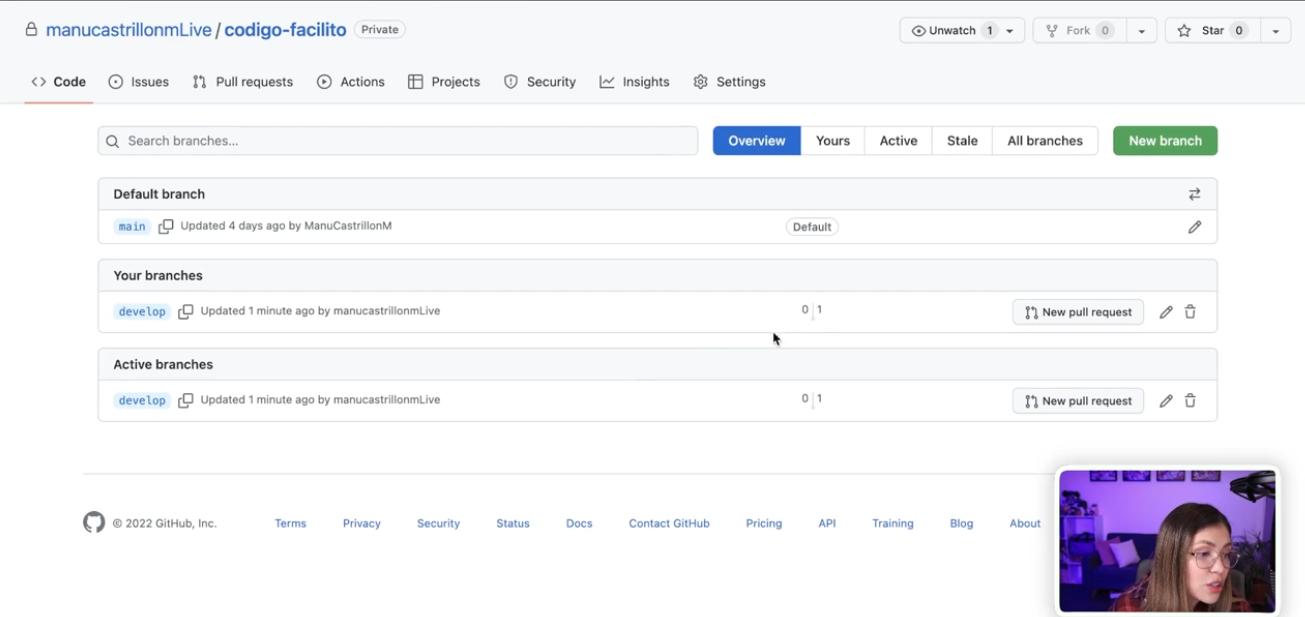 manucastrillonmLive / codigo-facilito Private
Unwatch 1 Fork 0 Star 0
Code Issues Pull requests Actions Projects Security Insights Settings
Search branches... Overview Yours Active Stale All branches New branch
Default branch
main Updated 4 days ago by ManuCastrillonM Default
Your branches
develop Updated 1 minute ago by manucastrillonmLive 0 1 New pull request
Active branches
develop Updated 1 minute ago by manucastrillonmLive 0 1 New pull request
© 2022 GitHub, Inc. Terms Privacy Security Status Docs Contact GitHub Pricing API Training Blog About